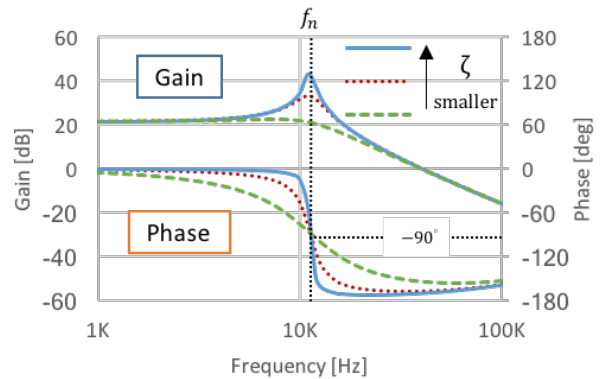 fn
60
180
40
Gain
ζ
120
20
smaller
60
0
0
-20
-60
Phase
−90°
-40
-120
-60
-180
Gain [dB]
Phase [deg]
1K
10K
100K
Frequency [Hz]